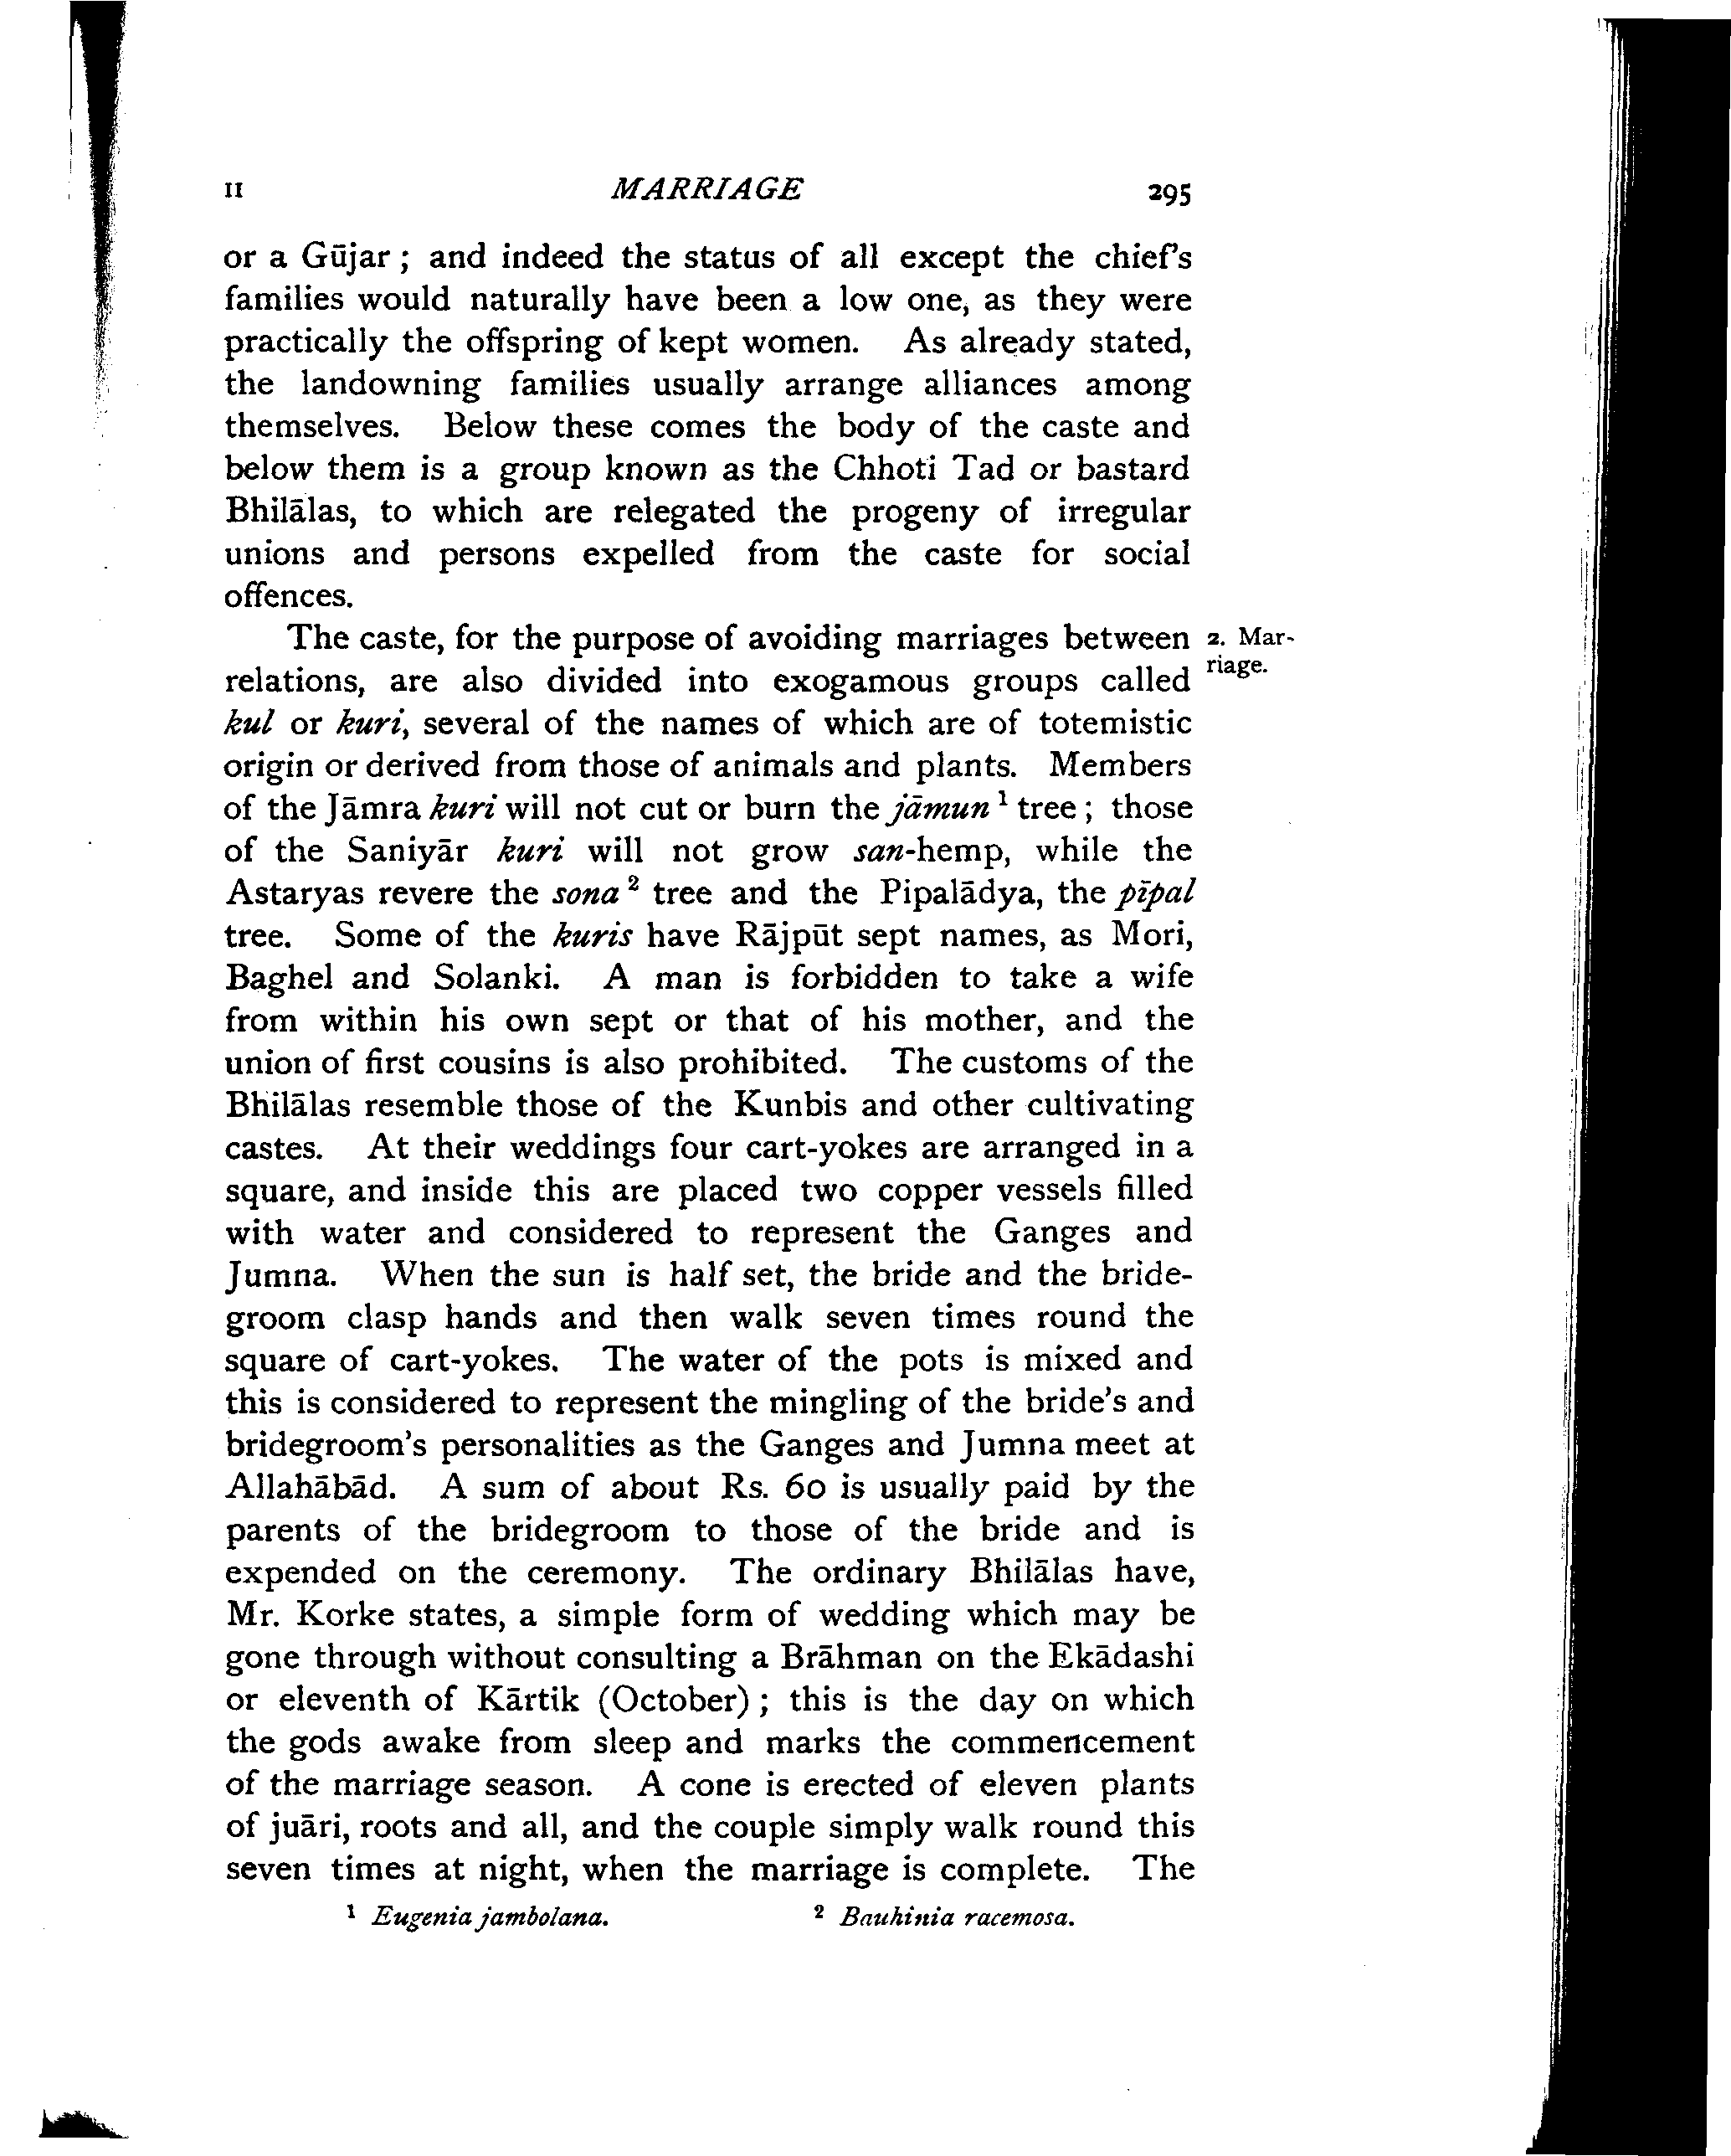 II MARRIAGE 295
or a Gūjar ; and indeed the status of all except the chief's
families would naturally have been a low one, as they were
practically the offspring of kept women. As already stated,
the landowning families usually arrange alliances among
themselves. Below these comes the body of the caste and
below them is a group known as the Chhoti Tad or bastard
Bhilālas, to which are relegated the progeny of irregular
unions and persons expelled from the caste for social
offences.
The caste, for the purpose of avoiding marriages between
2. Mar-
riage.
relations, are also divided into exogamous groups called
kul or kuri, several of the names of which are of totemistic
origin or derived from those of animals and plants. Members
of the Jāmra kuri will not cut or burn the jāmun ¹ tree ; those
of the Saniyār kuri will not grow san-hemp, while the
Astaryas revere the sona ² tree and the Pipalādya, the pīpal
tree. Some of the kuris have Rājpūt sept names, as Mori,
Baghel and Solanki. A man is forbidden to take a wife
from within his own sept or that of his mother, and the
union of first cousins is also prohibited. The customs of the
Bhilālas resemble those of the Kunbis and other cultivating
castes. At their weddings four cart-yokes are arranged in a
square, and inside this are placed two copper vessels filled
with water and considered to represent the Ganges and
Jumna. When the sun is half set, the bride and the bride-
groom clasp hands and then walk seven times round the
square of cart-yokes. The water of the pots is mixed and
this is considered to represent the mingling of the bride's and
bridegroom's personalities as the Ganges and Jumna meet at
Allahābād. A sum of about Rs. 60 is usually paid by the
parents of the bridegroom to those of the bride and is
expended on the ceremony. The ordinary Bhilālas have,
Mr. Korke states, a simple form of wedding which may be
gone through without consulting a Brāhman on the Ekādashi
or eleventh of Kārtik (October) ; this is the day on which
the gods awake from sleep and marks the commencement
of the marriage season. A cone is erected of eleven plants
of juāri, roots and all, and the couple simply walk round this
seven times at night, when the marriage is complete. The
¹ Eugenia jambolana. ² Bauhinia racemosa.